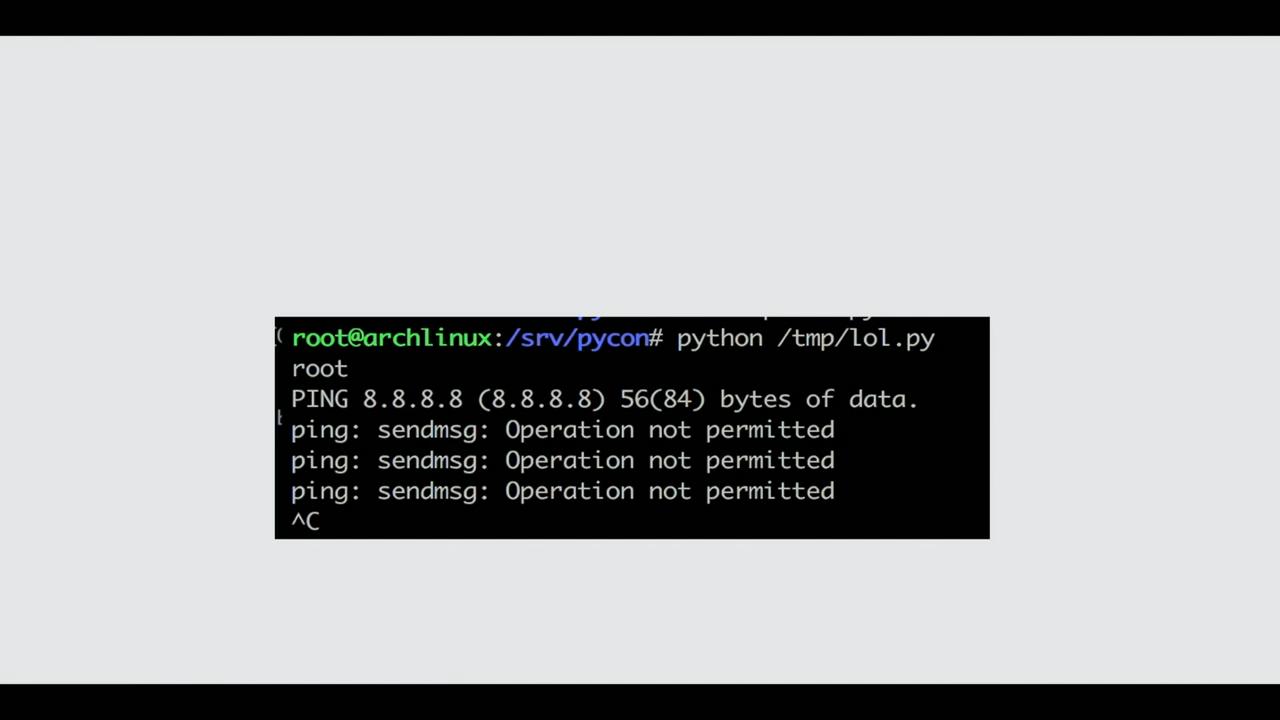 root@archlinux:/srv/pycon# python /tmp/lol.py
root
PING 8.8.8.8 (8.8.8.8) 56(84) bytes of data.
ping: sendmsg: Operation not permitted
ping: sendmsg: Operation not permitted
ping: sendmsg: Operation not permitted
^C